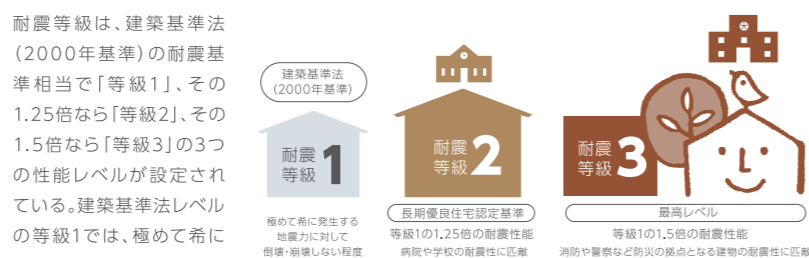 耐震等級は、建築基準法
(2000年基準)の耐震基
準相当で「等級1」、その
1.25倍なら「等級2」、その
1.5倍なら「等級3」の3つ
の性能レベルが設定され
ている。建築基準法レベル
の等級1では、極めて希に
建築基準法
(2000年基準)
耐震
等級
1
極めて希に発生する
地震力に対して
倒壊・崩壊しない程度
耐震
等級
2
長期優良住宅認定基準
等級1の1.25倍の耐震性能
病院や学校の耐震性に匹敵
耐震
等級
3
最高レベル
等級1の1.5倍の耐震性能
消防や警察など防災の拠点となる建物の耐震性に匹敵